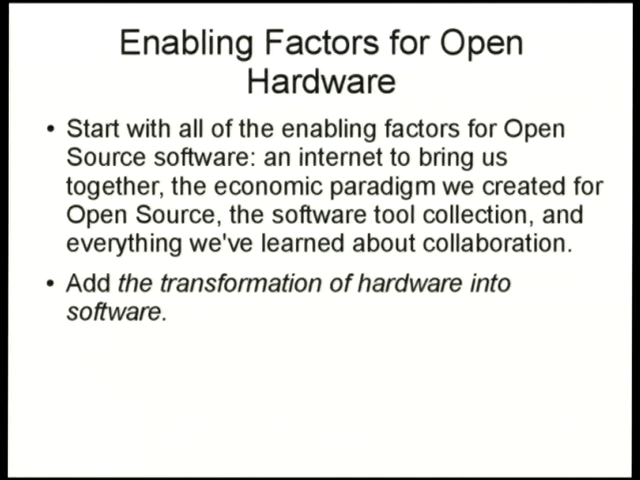 Enabling Factors for Open
Hardware
• Start with all of the enabling factors for Open
Source software: an internet to bring us
together, the economic paradigm we created for
Open Source, the software tool collection, and
everything we've learned about collaboration.
• Add the transformation of hardware into
software.